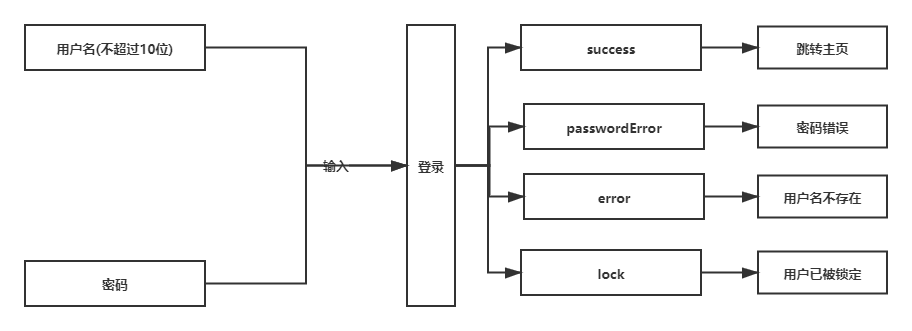 用户名(不超过10位)
密码
输入
登录
success
跳转主页
passwordError
密码错误
error
用户名不存在
lock
用户已被锁定